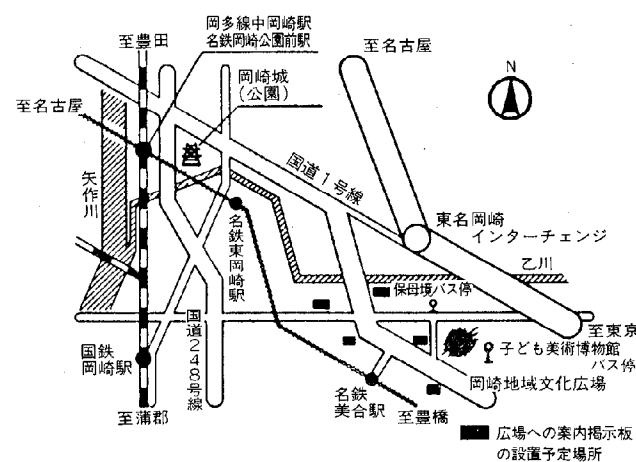 岡多線中岡崎駅
名鉄岡崎公園前駅
至豊田
至名古屋
N
岡崎城
(公園)
至名古屋
国道1号線
矢作川
東名岡崎
インターチェンジ
名鉄東岡崎駅
乙川
保母境バス停
国道248号線
至東京
子ども美術博物館
バス停
国鉄
岡崎駅
岡崎地域文化広場
名鉄
美合駅
至蒲郡
至豊橋
広場への案内掲示板
の設置予定場所